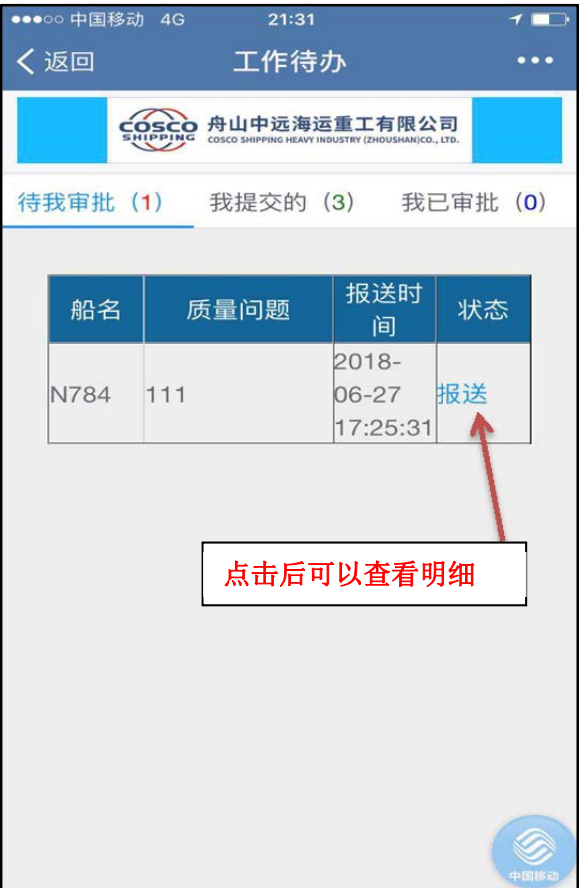 ●●●○○ 中国移动 4G 21:31
返回 工作待办 •••
COSCO SHIPPING 舟山中远海运重工有限公司
COSCO SHIPPING HEAVY INDUSTRY (ZHOUSHAN)CO., LTD.
待我审批（1） 我提交的（3） 我已审批（0）
船名 质量问题 报送时间 状态
N784 111 2018-06-27 17:25:31 报送
点击后可以查看明细
中国移动